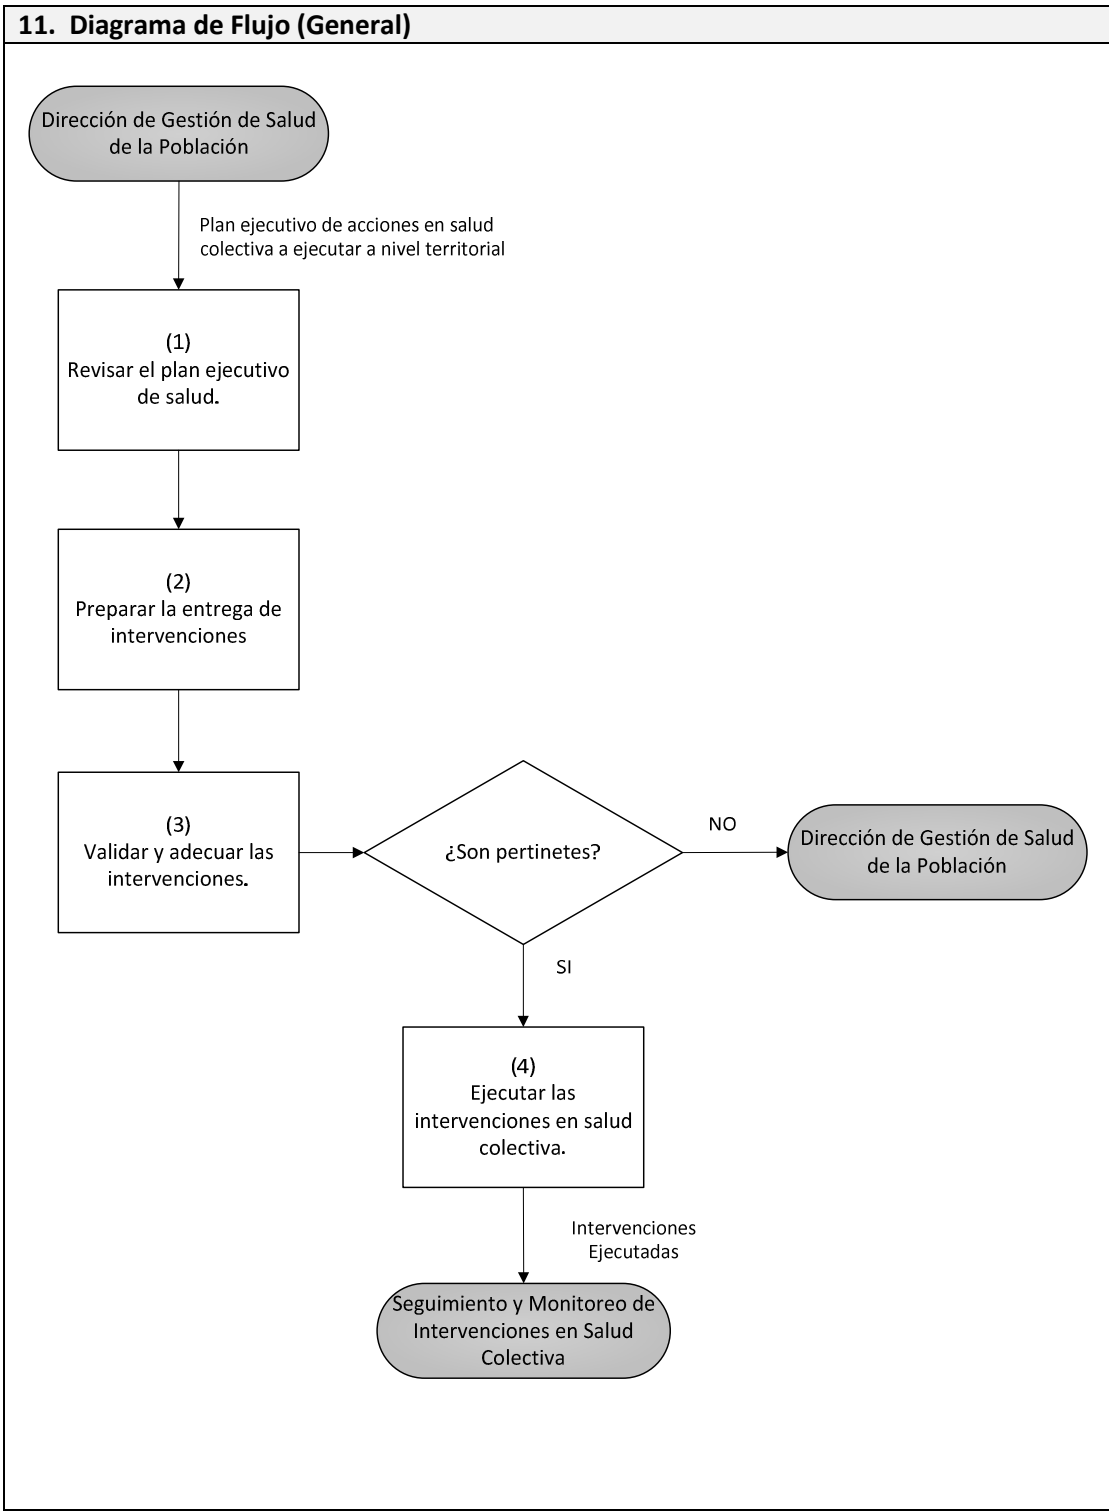 11. Diagrama de Flujo (General)
Dirección de Gestión de Salud
de la Población
Plan ejecutivo de acciones en salud
colectiva a ejecutar a nivel territorial
(1)
Revisar el plan ejecutivo
de salud.
(2)
Preparar la entrega de
intervenciones
(3)
Validar y adecuar las
intervenciones.
¿Son pertinetes?
NO
Dirección de Gestión de Salud
de la Población
SI
(4)
Ejecutar las
intervenciones en salud
colectiva.
Intervenciones
Ejecutadas
Seguimiento y Monitoreo de
Intervenciones en Salud
Colectiva